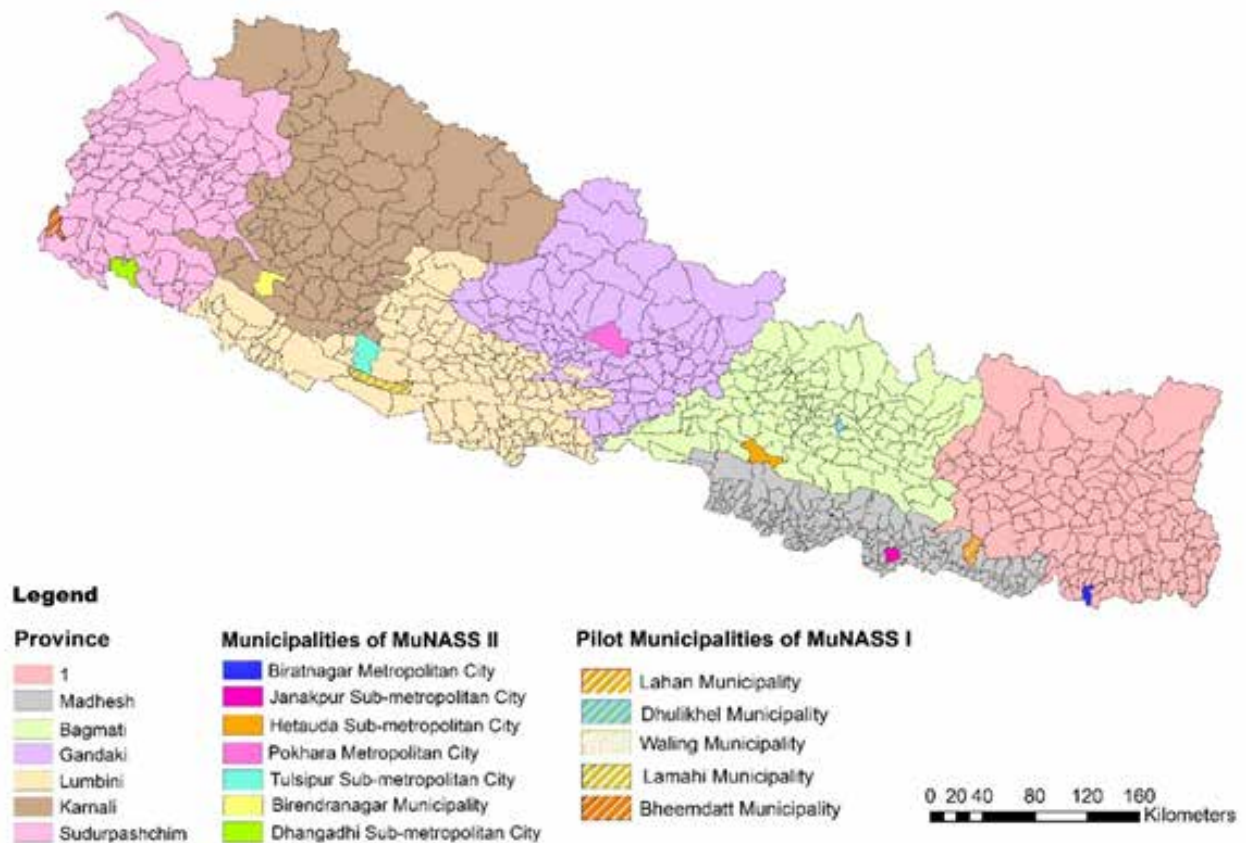 Legend
Province
1
Madhesh
Bagmati
Gandaki
Lumbini
Karnali
Sudurpashchim
Municipalities of MuNASS II
Biratnagar Metropolitan City
Janakpur Sub-metropolitan City
Hetauda Sub-metropolitan City
Pokhara Metropolitan City
Tulsipur Sub-metropolitan City
Birendranagar Municipality
Dhangadhi Sub-metropolitan City
Pilot Municipalities of MuNASS I
Lahan Municipality
Dhulikhel Municipality
Waling Municipality
Lamahi Municipality
Bheemdatt Municipality
0 20 40 80 120 160
Kilometers